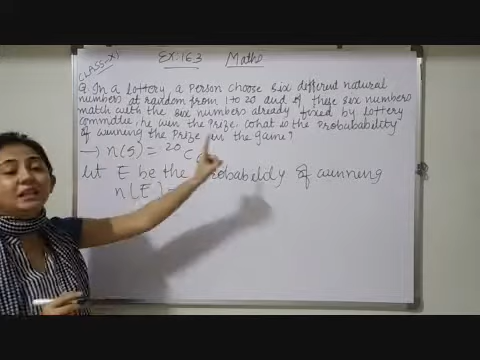 CLASS-XI
Ex:16.3 Maths
Q. In a lottery, a Person choose six different natural
numbers at random from 1 to 20 and if these six numbers
match with the six numbers already fixed by lottery
committee, he win the Prize. What is the Probability
of winning the Prize in the game?
→ n(S) = 20C
Let E be the Probability of winning
n(E) =